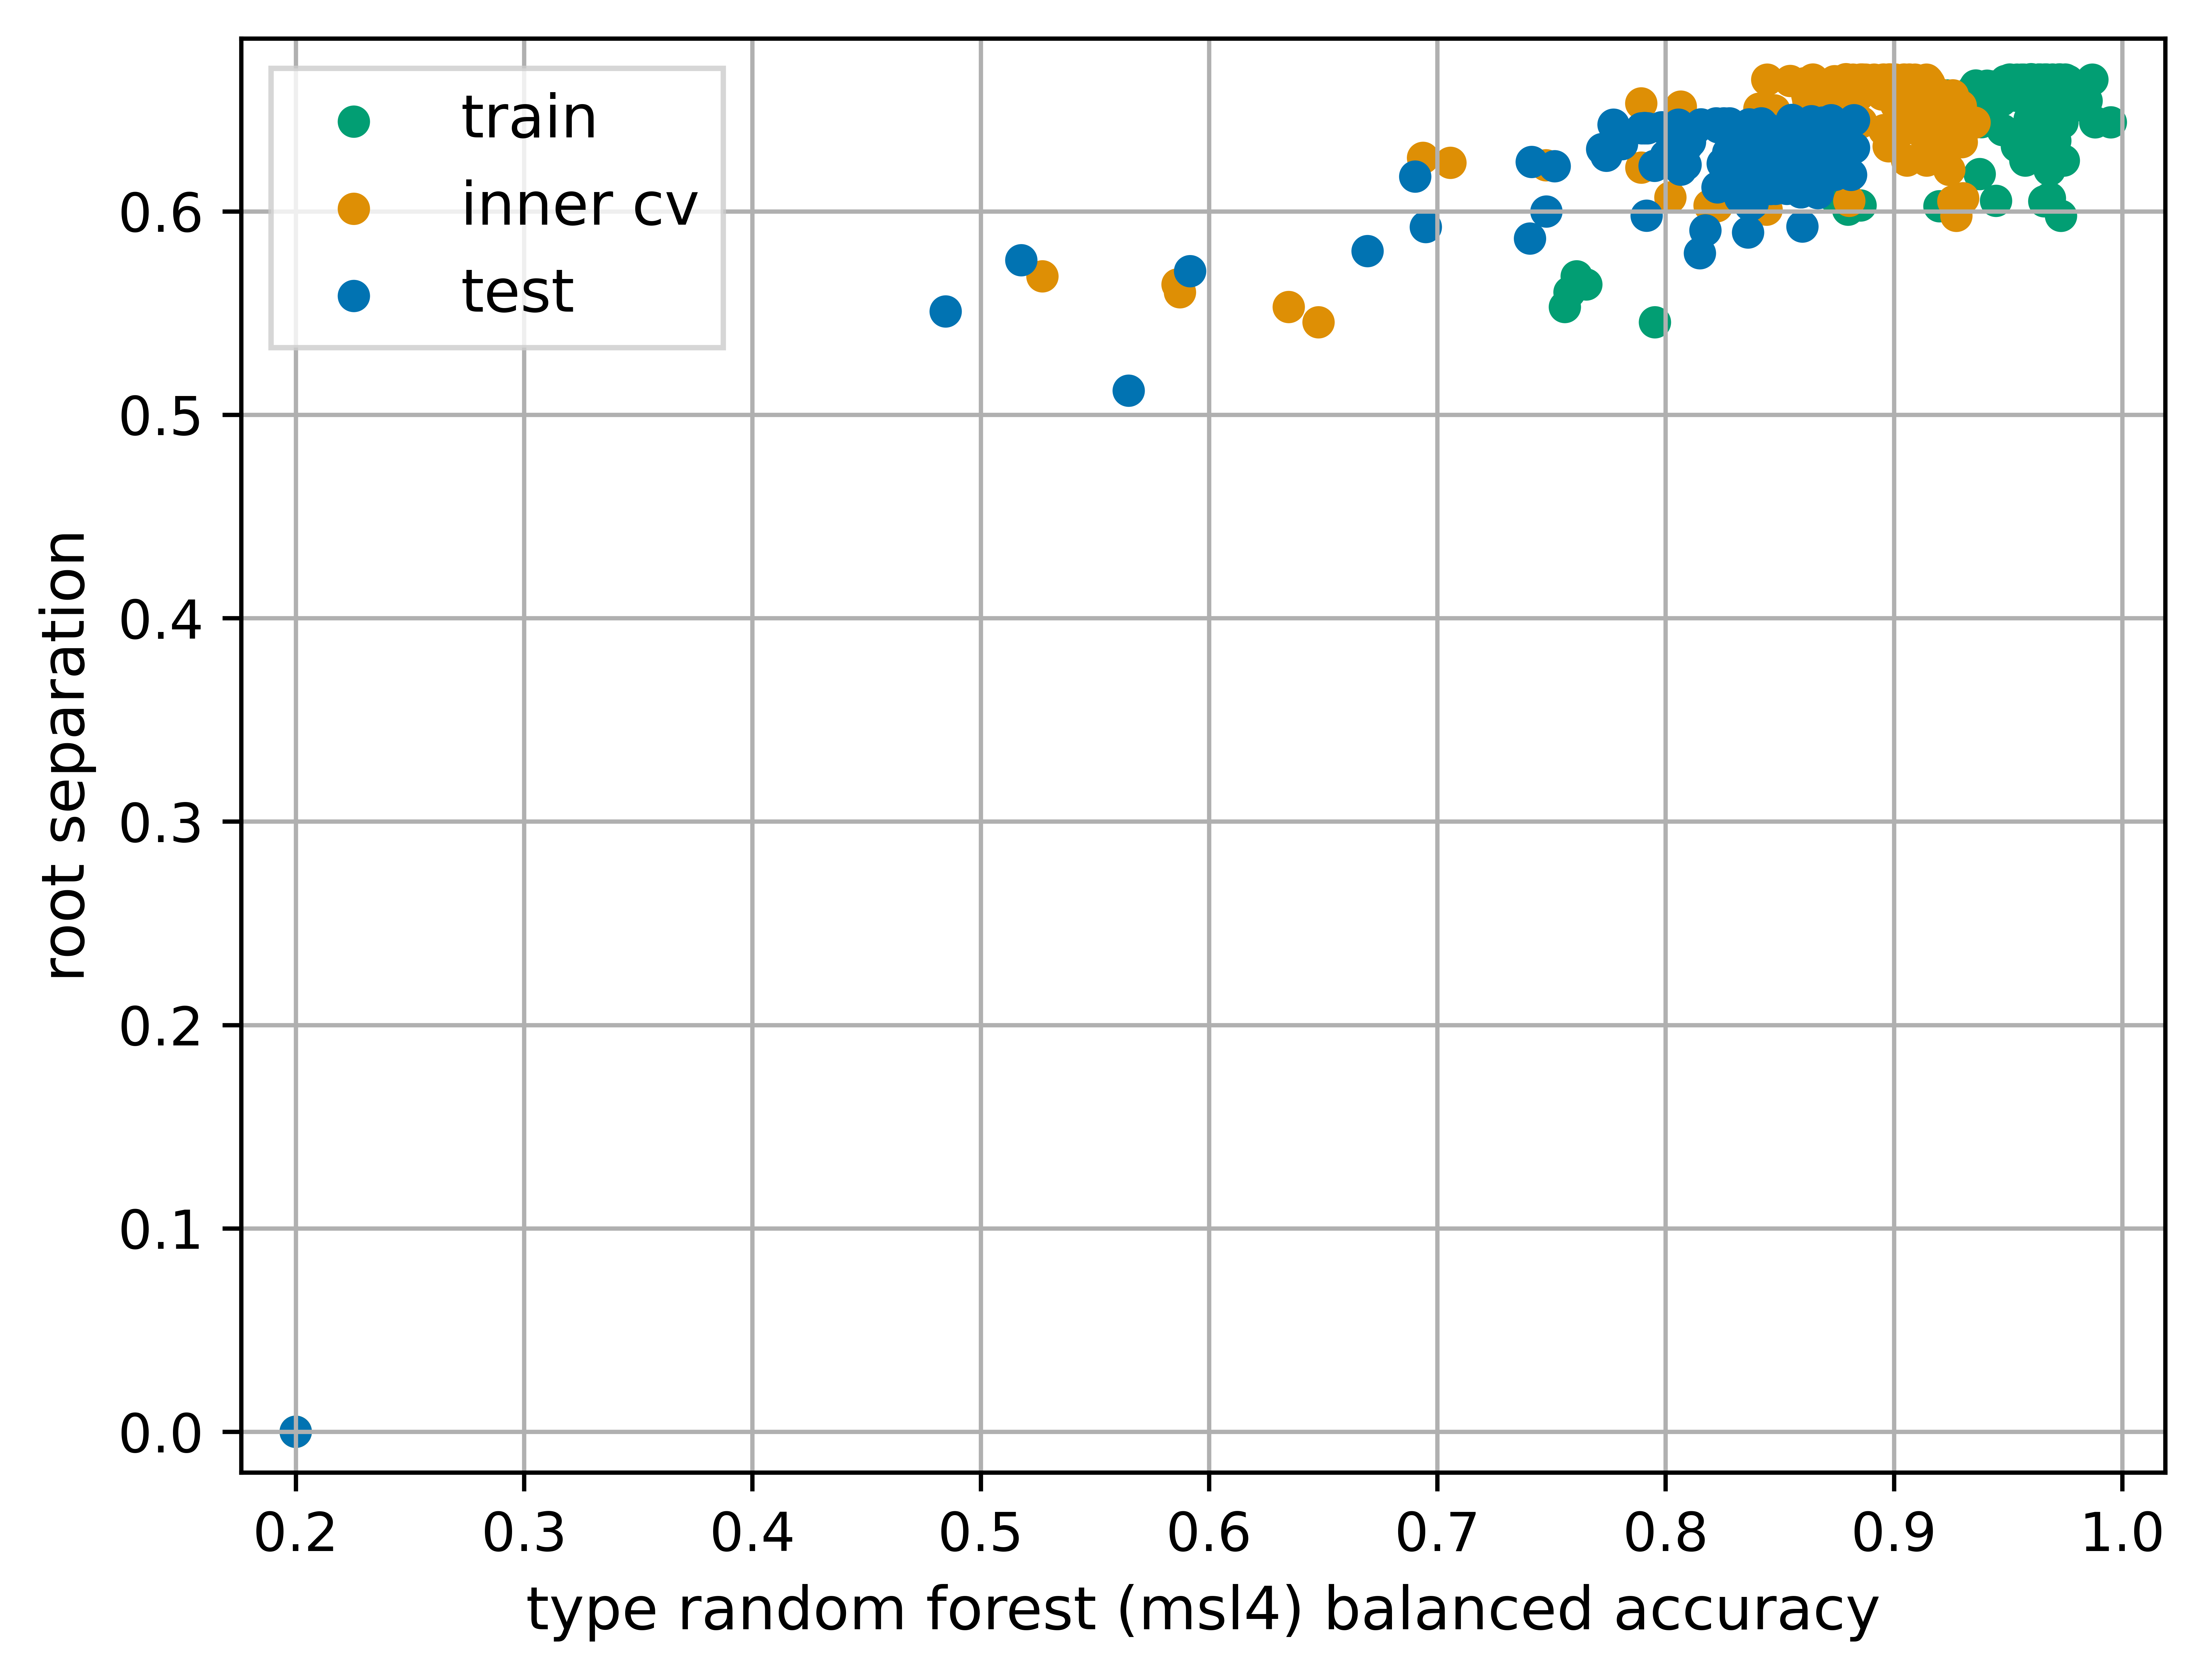 train
inner cv
test
root separation
0.6
0.5
0.4
0.3
0.2
0.1
0.0
0.2 0.3 0.4 0.5 0.6 0.7 0.8 0.9 1.0
type random forest (msl4) balanced accuracy